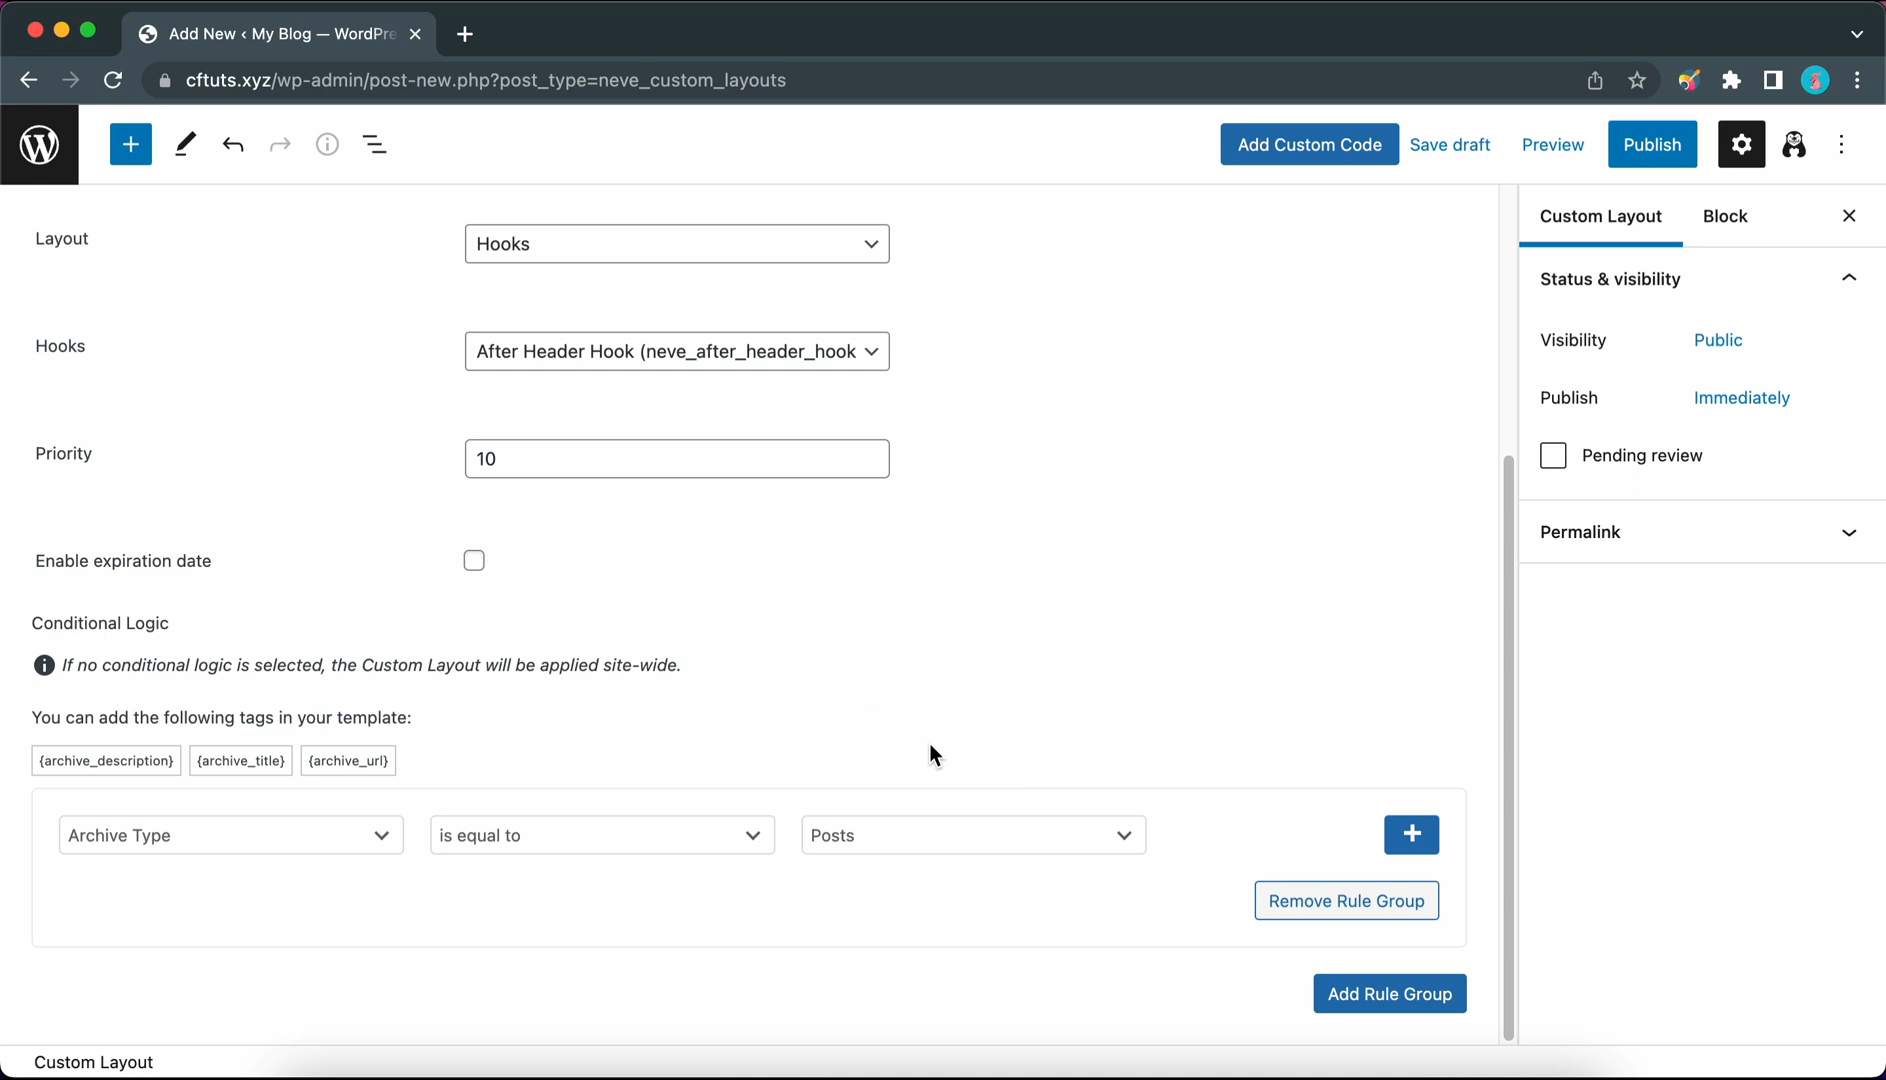 Add New ‹ My Blog — WordPre
cftuts.xyz/wp-admin/post-new.php?post_type=neve_custom_layouts
Add Custom Code
Save draft
Preview
Publish
Layout
Hooks
Hooks
After Header Hook (neve_after_header_hook
Priority
10
Enable expiration date
Conditional Logic
If no conditional logic is selected, the Custom Layout will be applied site-wide.
You can add the following tags in your template:
{archive_description} {archive_title} {archive_url}
Archive Type
is equal to
Posts
+
Remove Rule Group
Add Rule Group
Custom Layout
Custom Layout
Block
Status & visibility
Visibility
Public
Publish
Immediately
Pending review
Permalink